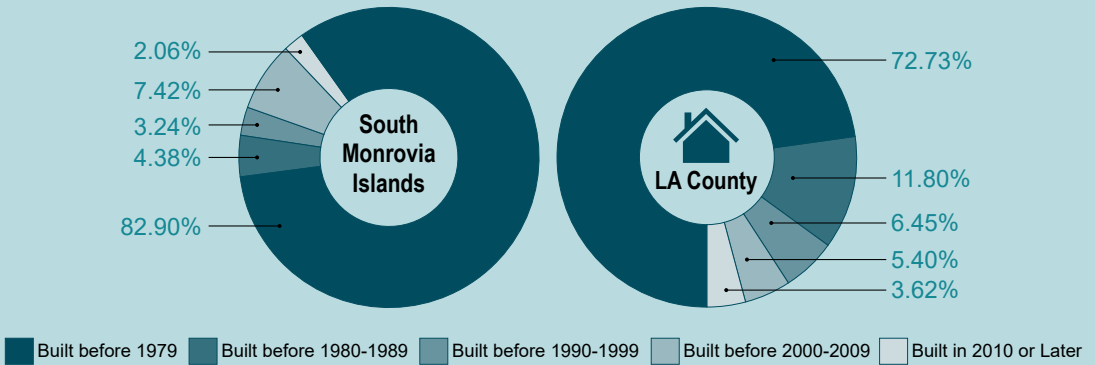 2.06%
7.42%
3.24%
4.38%
82.90%
South
Monrovia
Islands
72.73%
11.80%
6.45%
5.40%
3.62%
LA County
Built before 1979
Built before 1980-1989
Built before 1990-1999
Built before 2000-2009
Built in 2010 or Later